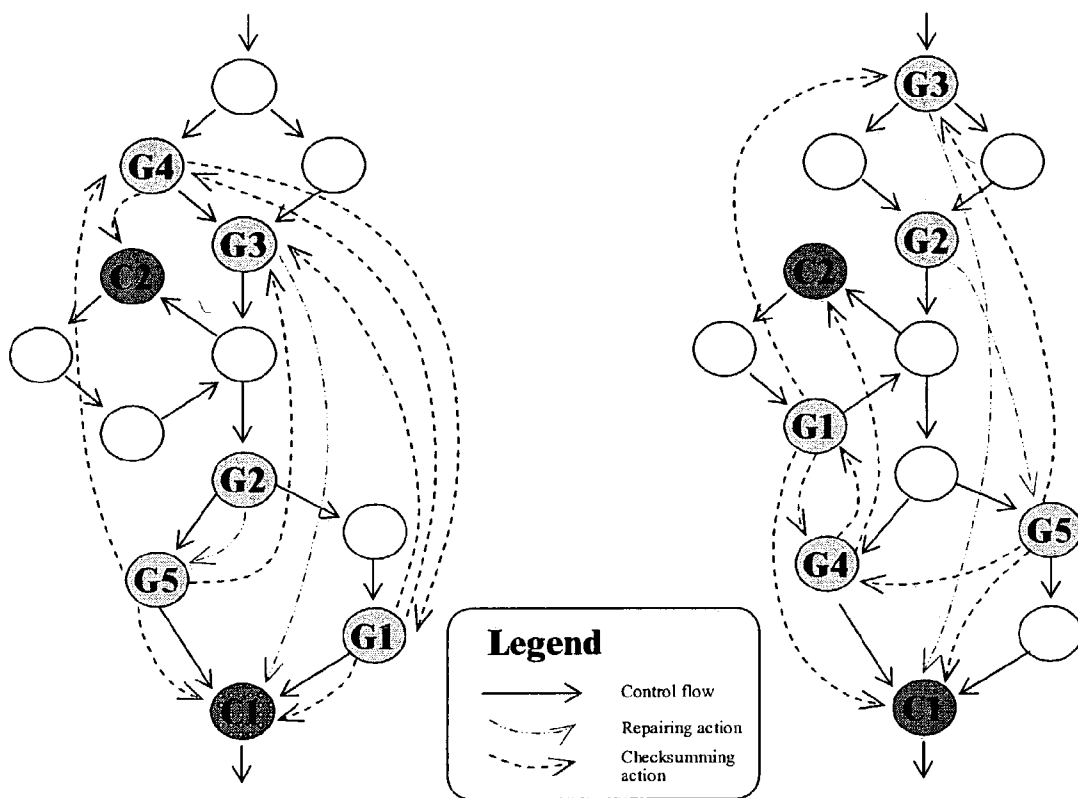 G4
G3
C2
G2
G5
G1
C1
G3
G2
C2
G1
G5
G4
C1
Legend
Control flow
Repairing action
Checksumming
action